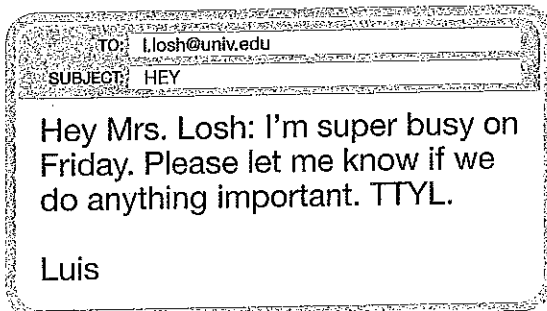 TO: l.losh@univ.edu
SUBJECT: HEY
Hey Mrs. Losh: I'm super busy on
Friday. Please let me know if we
do anything important. TTYL.
Luis